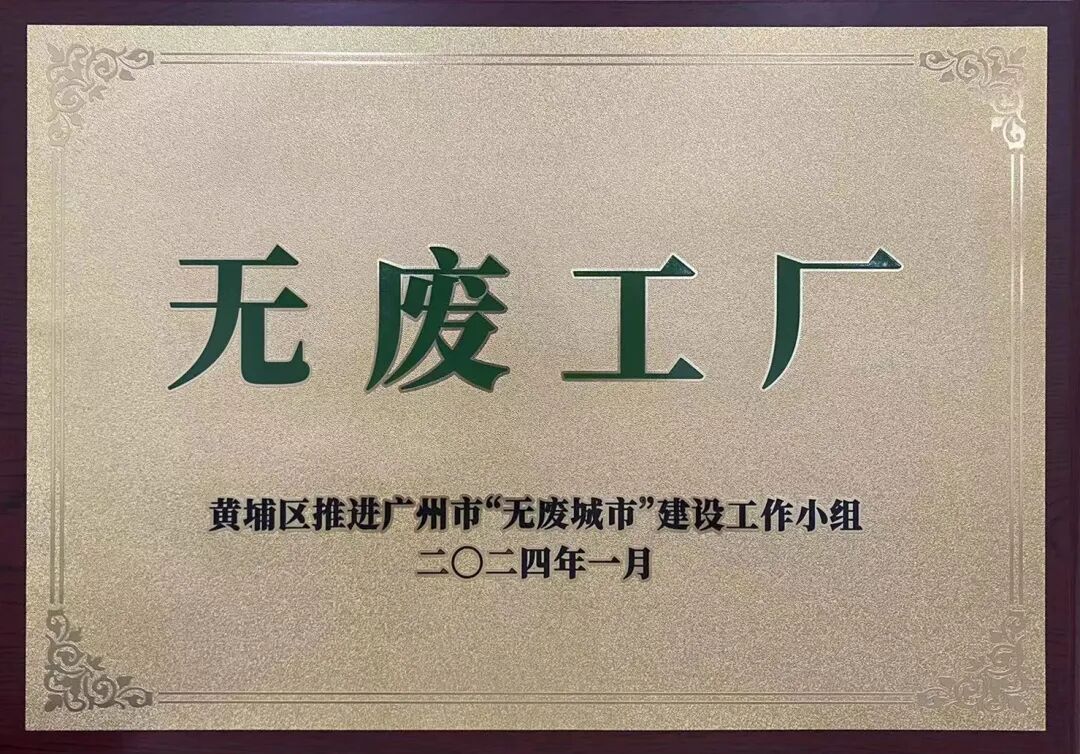 无废工厂
黄埔区推进广州市“无废城市”建设工作小组
二〇二四年一月